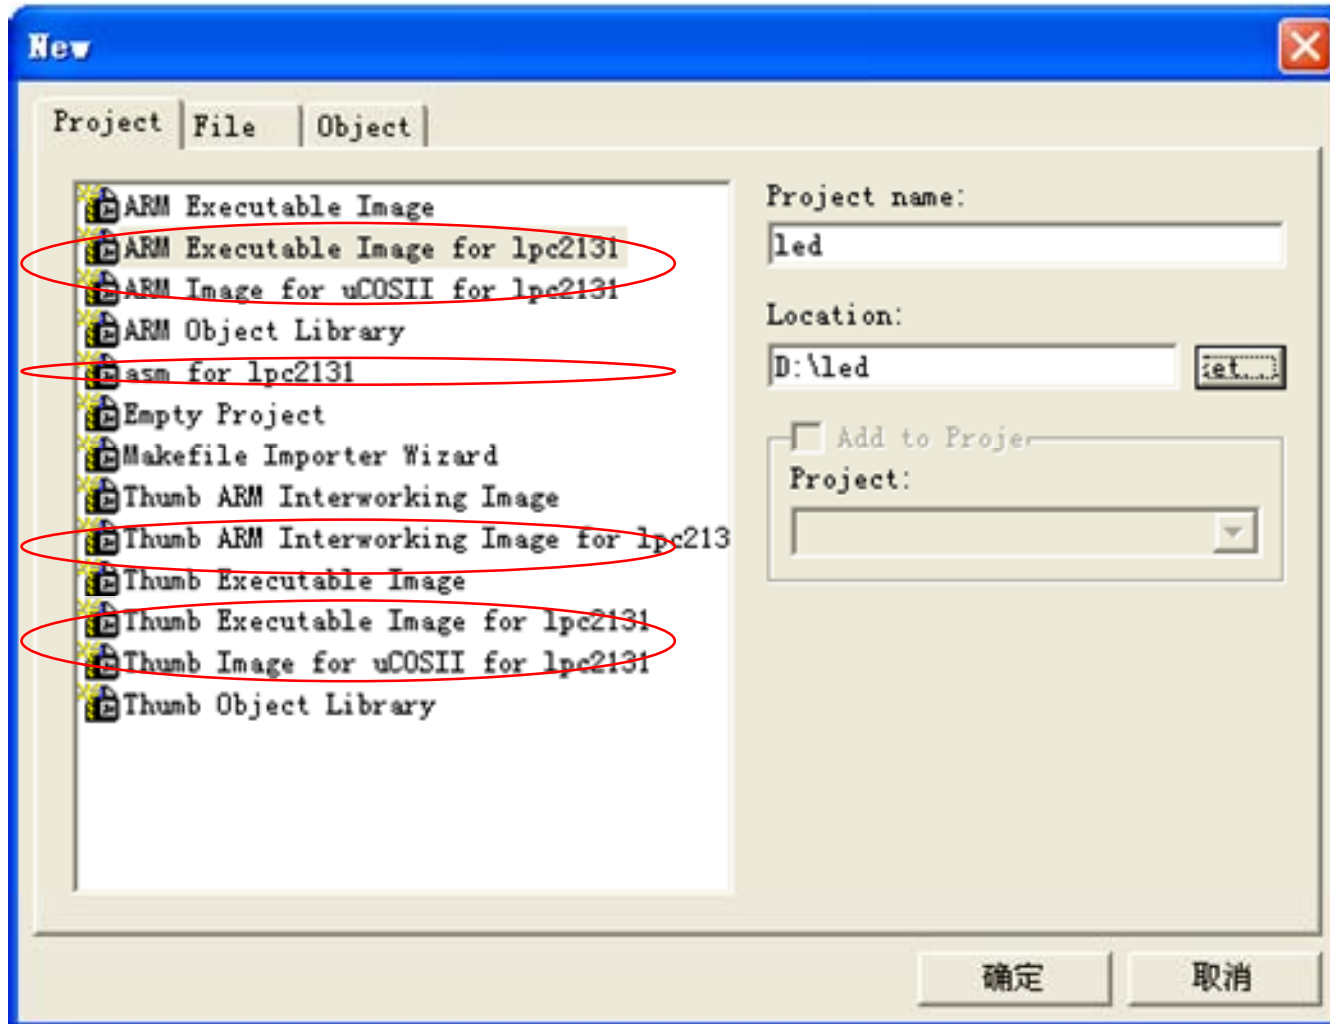 New
Project File Object
ARM Executable Image
ARM Executable Image for lpc2131
ARM Image for uCOSII for lpc2131
ARM Object Library
asm for lpc2131
Empty Project
Makefile Importer Wizard
Thumb ARM Interworking Image
Thumb ARM Interworking Image for lpc213
Thumb Executable Image
Thumb Executable Image for lpc2131
Thumb Image for uCOSII for lpc2131
Thumb Object Library
Project name:
led
Location:
D:\led
et...
Add to Proje
Project:
确定 取消